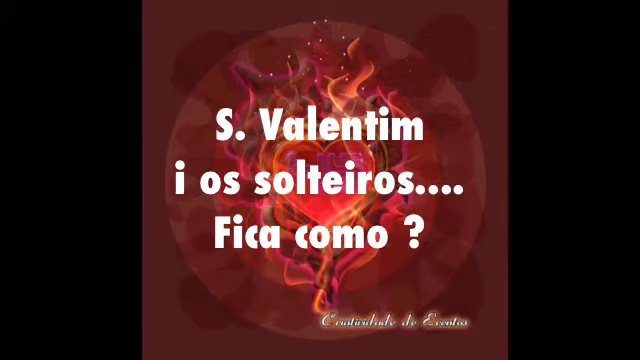 S. Valentim
i os solteiros....
Fica como ?
Criatividade de Eventos